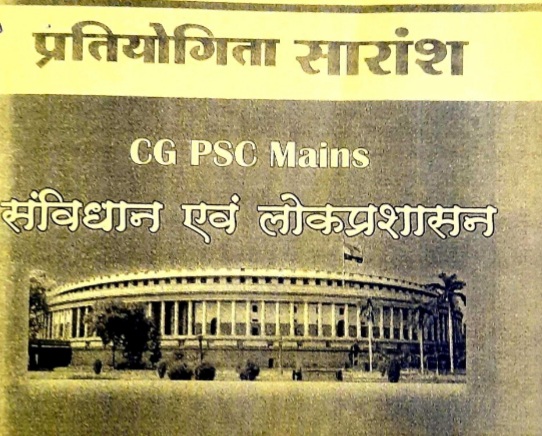 प्रतियोगिता सारांश
CG PSC Mains
संविधान एवं लोकप्रशासन